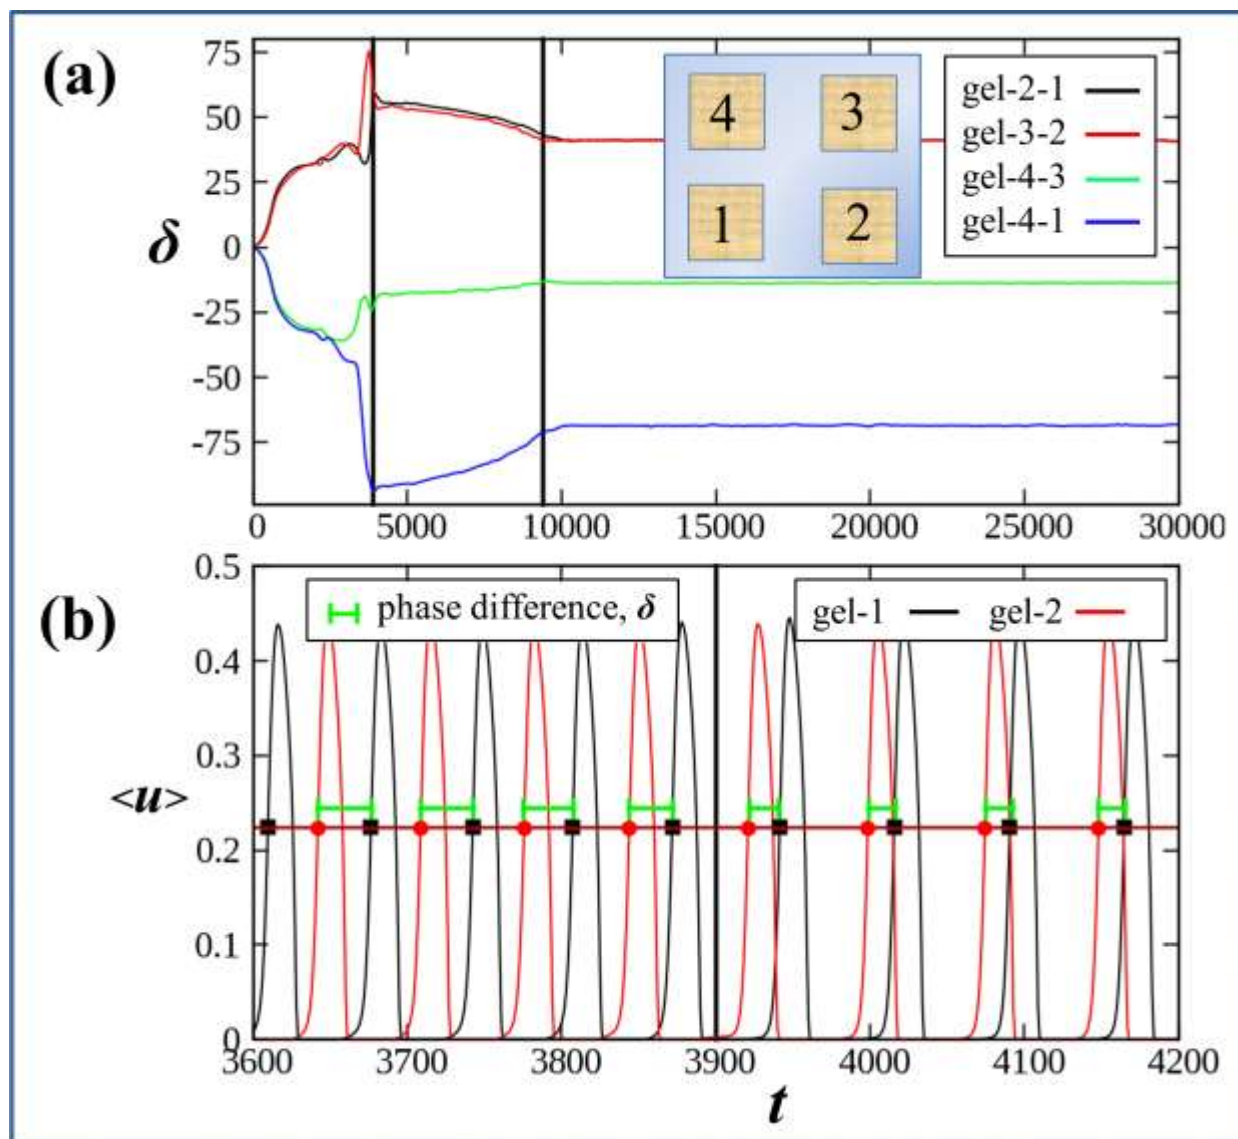 (a)
75
50
25
0
-25
-50
-75
δ
4 3
1 2
gel-2-1
gel-3-2
gel-4-3
gel-4-1
0 5000 10000 15000 20000 25000 30000
(b)
0.5
0.4
0.3
0.2
0.1
0
<u>
phase difference, δ
gel-1 gel-2
3600 3700 3800 3900 4000 4100 4200
t